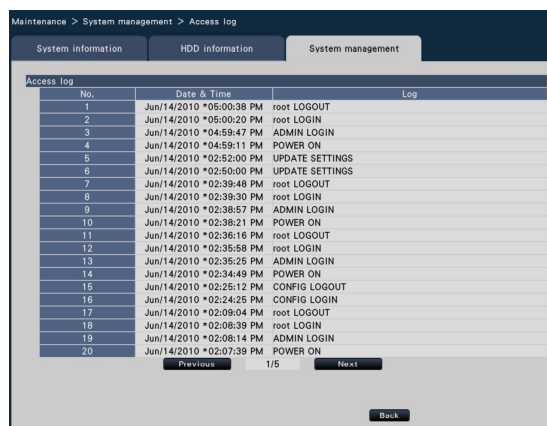 Maintenance > System management > Access log
System information HDD information System management
Access log
No. Date & Time Log
1 Jun/14/2010 *05:00:38 PM root LOGOUT
2 Jun/14/2010 *05:00:20 PM root LOGIN
3 Jun/14/2010 *04:59:47 PM ADMIN LOGIN
4 Jun/14/2010 *04:59:11 PM POWER ON
5 Jun/14/2010 *02:52:00 PM UPDATE SETTINGS
6 Jun/14/2010 *02:50:00 PM UPDATE SETTINGS
7 Jun/14/2010 *02:39:48 PM root LOGOUT
8 Jun/14/2010 *02:39:30 PM root LOGIN
9 Jun/14/2010 *02:38:57 PM ADMIN LOGIN
10 Jun/14/2010 *02:38:21 PM POWER ON
11 Jun/14/2010 *02:36:16 PM root LOGOUT
12 Jun/14/2010 *02:35:58 PM root LOGIN
13 Jun/14/2010 *02:35:25 PM ADMIN LOGIN
14 Jun/14/2010 *02:34:49 PM POWER ON
15 Jun/14/2010 *02:25:12 PM CONFIG LOGOUT
16 Jun/14/2010 *02:24:25 PM CONFIG LOGIN
17 Jun/14/2010 *02:09:04 PM root LOGOUT
18 Jun/14/2010 *02:08:39 PM root LOGIN
19 Jun/14/2010 *02:08:14 PM ADMIN LOGIN
20 Jun/14/2010 *02:07:39 PM POWER ON
Previous 1/5 Next
Back